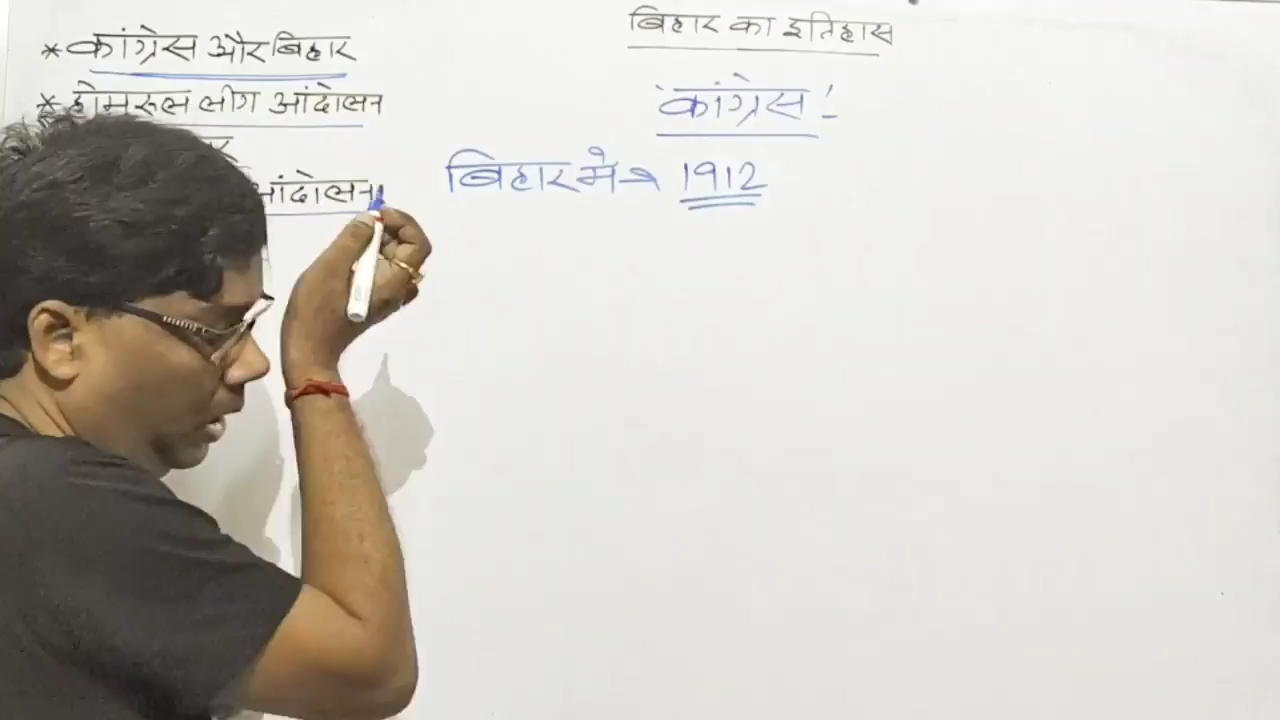 बिहार का इतिहास
* कांग्रेस और बिहार
* होमरूल लीग आंदोलन
आंदोलन
'कांग्रेस'-
बिहार मे→ 1912